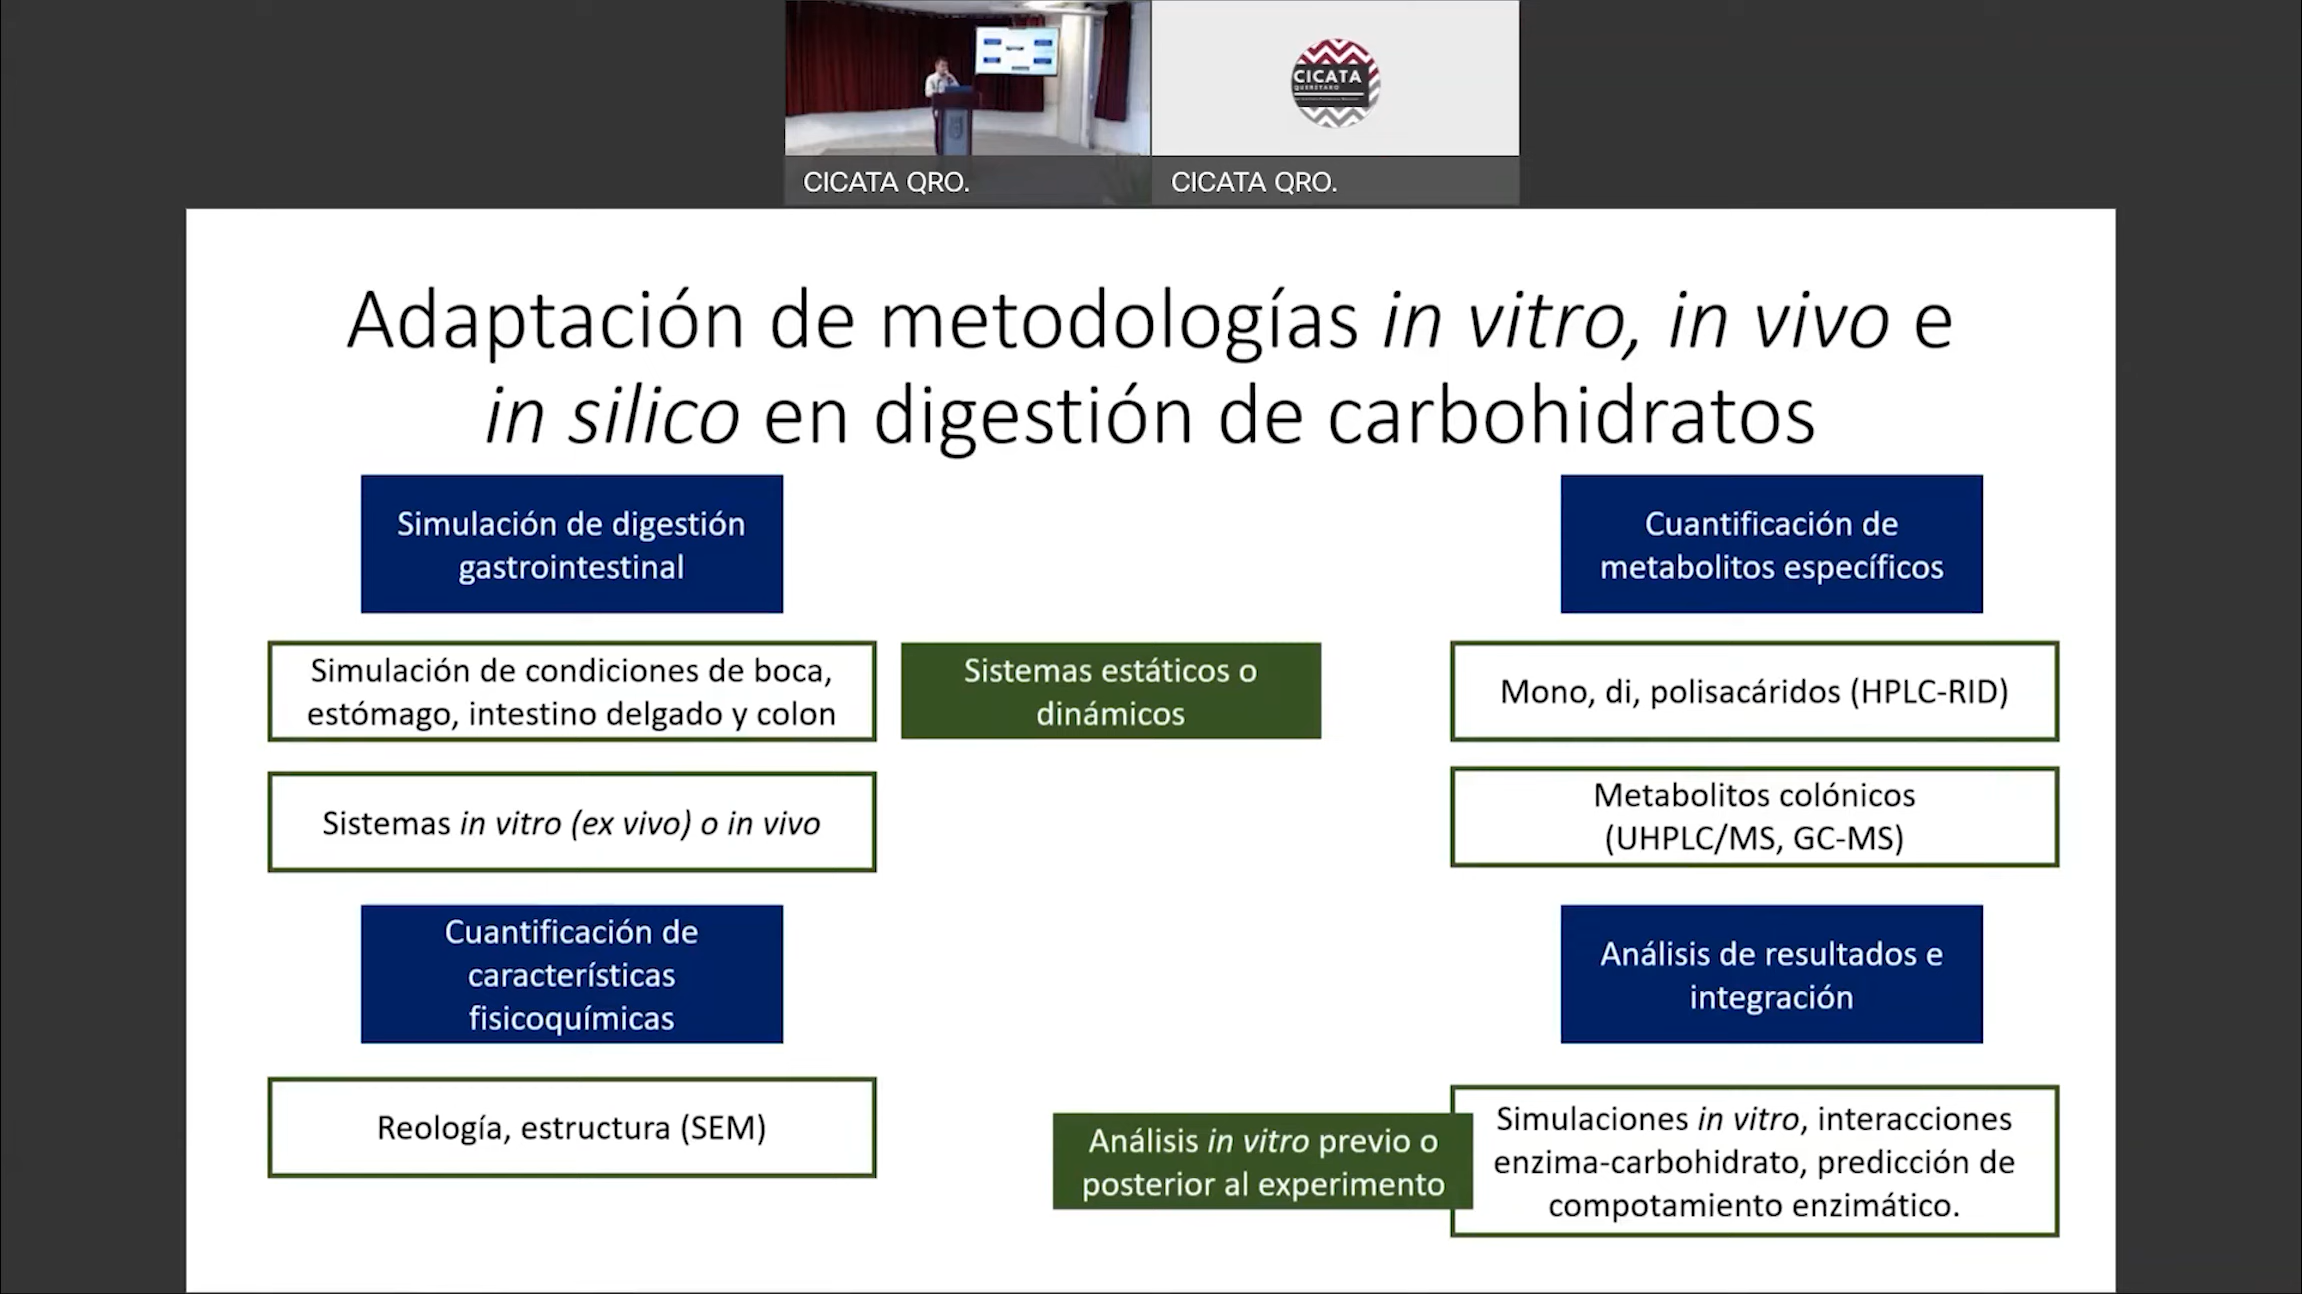 CICATA
QUERÉTARO
CICATA QRO.
CICATA QRO.
Adaptación de metodologías in vitro, in vivo e
in silico en digestión de carbohidratos
Simulación de digestión
gastrointestinal
Simulación de condiciones de boca,
estómago, intestino delgado y colon
Sistemas estáticos o
dinámicos
Sistemas in vitro (ex vivo) o in vivo
Cuantificación de
características
fisicoquímicas
Reología, estructura (SEM)
Cuantificación de
metabolitos específicos
Mono, di, polisacáridos (HPLC-RID)
Metabolitos colónicos
(UHPLC/MS, GC-MS)
Análisis de resultados e
integración
Análisis in vitro previo o
posterior al experimento
Simulaciones in vitro, interacciones
enzima-carbohidrato, predicción de
compotamiento enzimático.